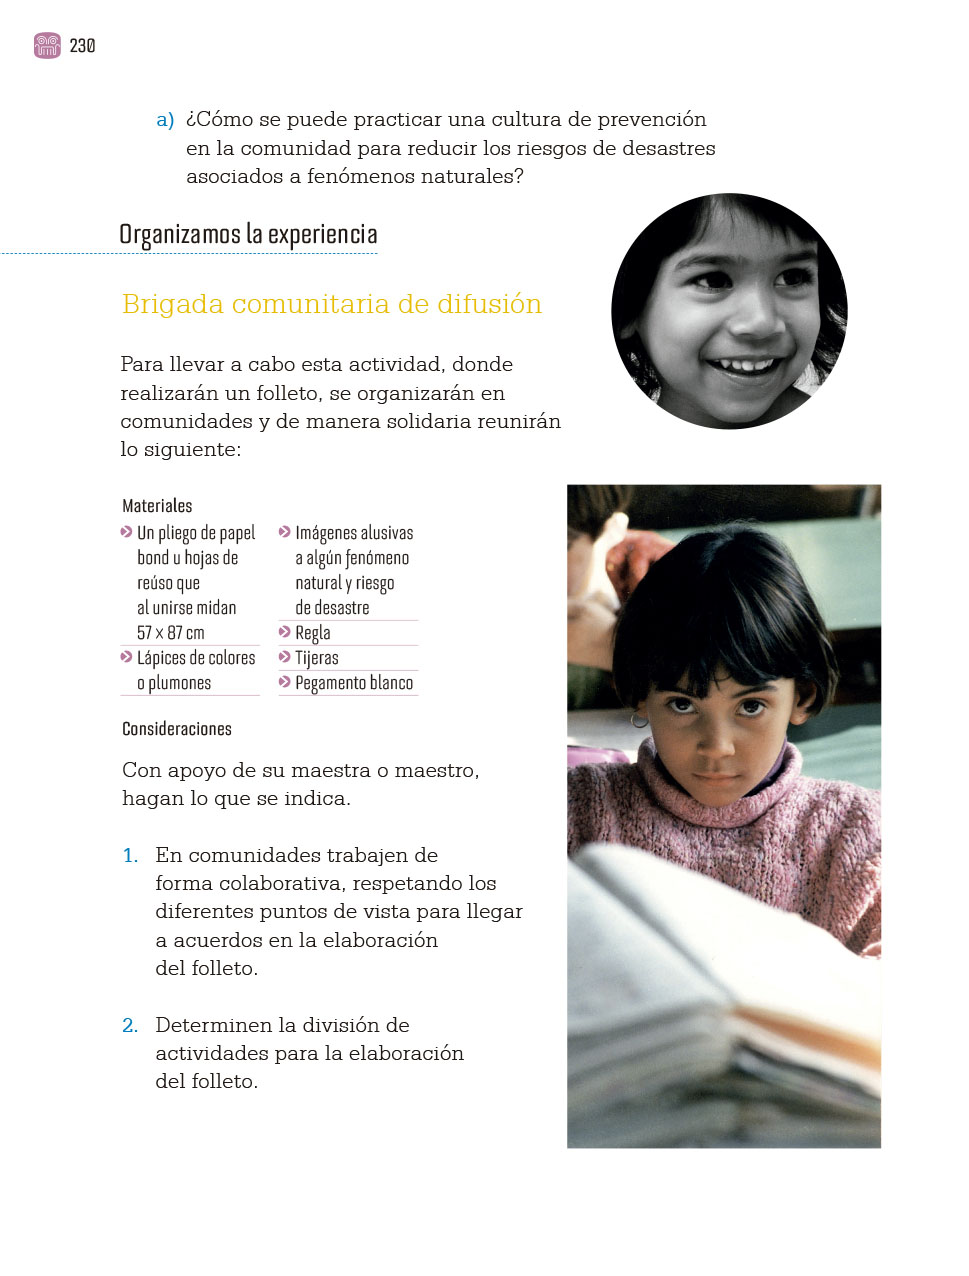 230
a) ¿Cómo se puede practicar una cultura de prevención
en la comunidad para reducir los riesgos de desastres
asociados a fenómenos naturales?
Organizamos la experiencia
Brigada comunitaria de difusión
Para llevar a cabo esta actividad, donde
realizarán un folleto, se organizarán en
comunidades y de manera solidaria reunirán
lo siguiente:
Materiales
Un pliego de papel
bond u hojas de
reúso que
al unirse midan
57 × 87 cm
Lápices de colores
o plumones
Imágenes alusivas
a algún fenómeno
natural y riesgo
de desastre
Regla
Tijeras
Pegamento blanco
Consideraciones
Con apoyo de su maestra o maestro,
hagan lo que se indica.
1. En comunidades trabajen de
forma colaborativa, respetando los
diferentes puntos de vista para llegar
a acuerdos en la elaboración
del folleto.
2. Determinen la división de
actividades para la elaboración
del folleto.